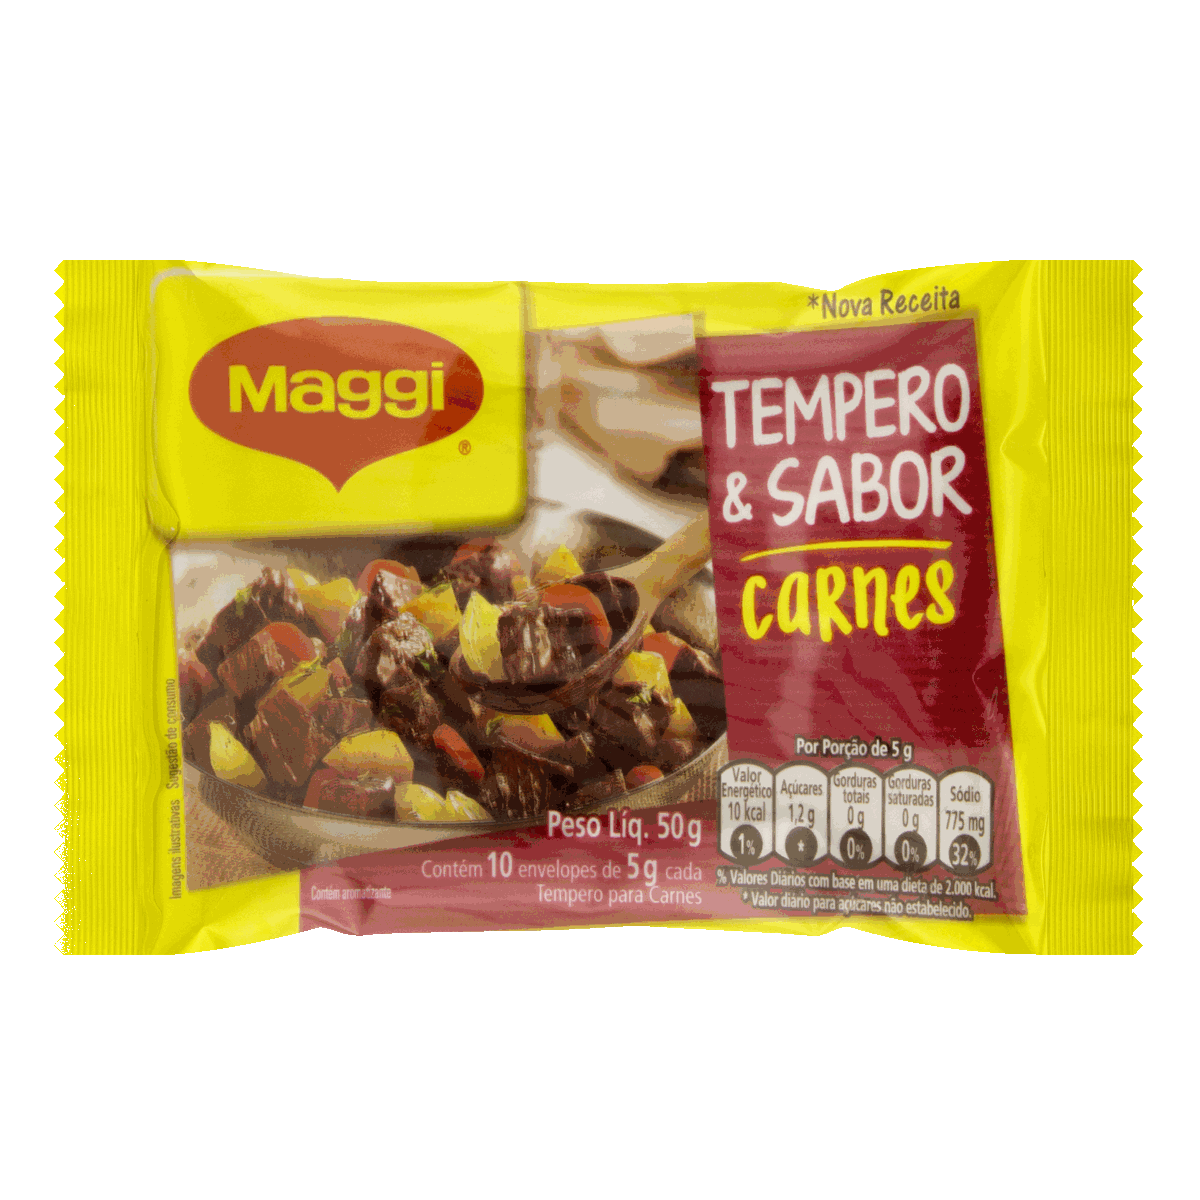 *Nova Receita
Maggi
®
TEMPERO
& SABOR
CARNES
Imagens ilustrativas Sugestão de consumo
Por Porção de 5 g
Valor
Energético
10 kcal
1%
Açúcares
1,2 g
*
Gorduras
totais
0 g
0%
Gorduras
saturadas
0 g
0%
Sódio
775 mg
32%
% Valores Diários com base em uma dieta de 2.000 kcal.
* Valor diário para açúcares não estabelecido.
Peso Líq. 50 g
Contém 10 envelopes de 5 g cada
Tempero para Carnes
Contém aromatizante